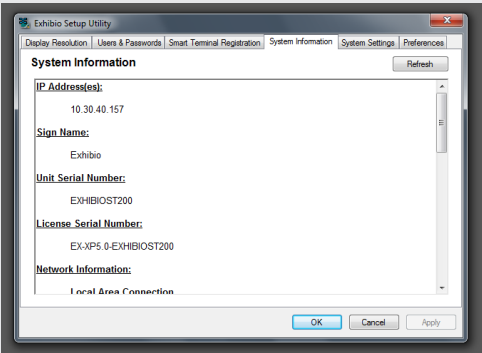 Exhibio Setup Utility
Display Resolution Users & Passwords Smart Terminal Registration System Information System Settings Preferences
System Information
Refresh
IP Address(es):
10.30.40.157
Sign Name:
Exhibio
Unit Serial Number:
EXHIBIOST200
License Serial Number:
EX-XP5.0-EXHIBIOST200
Network Information:
Local Area Connection
OK Cancel Apply